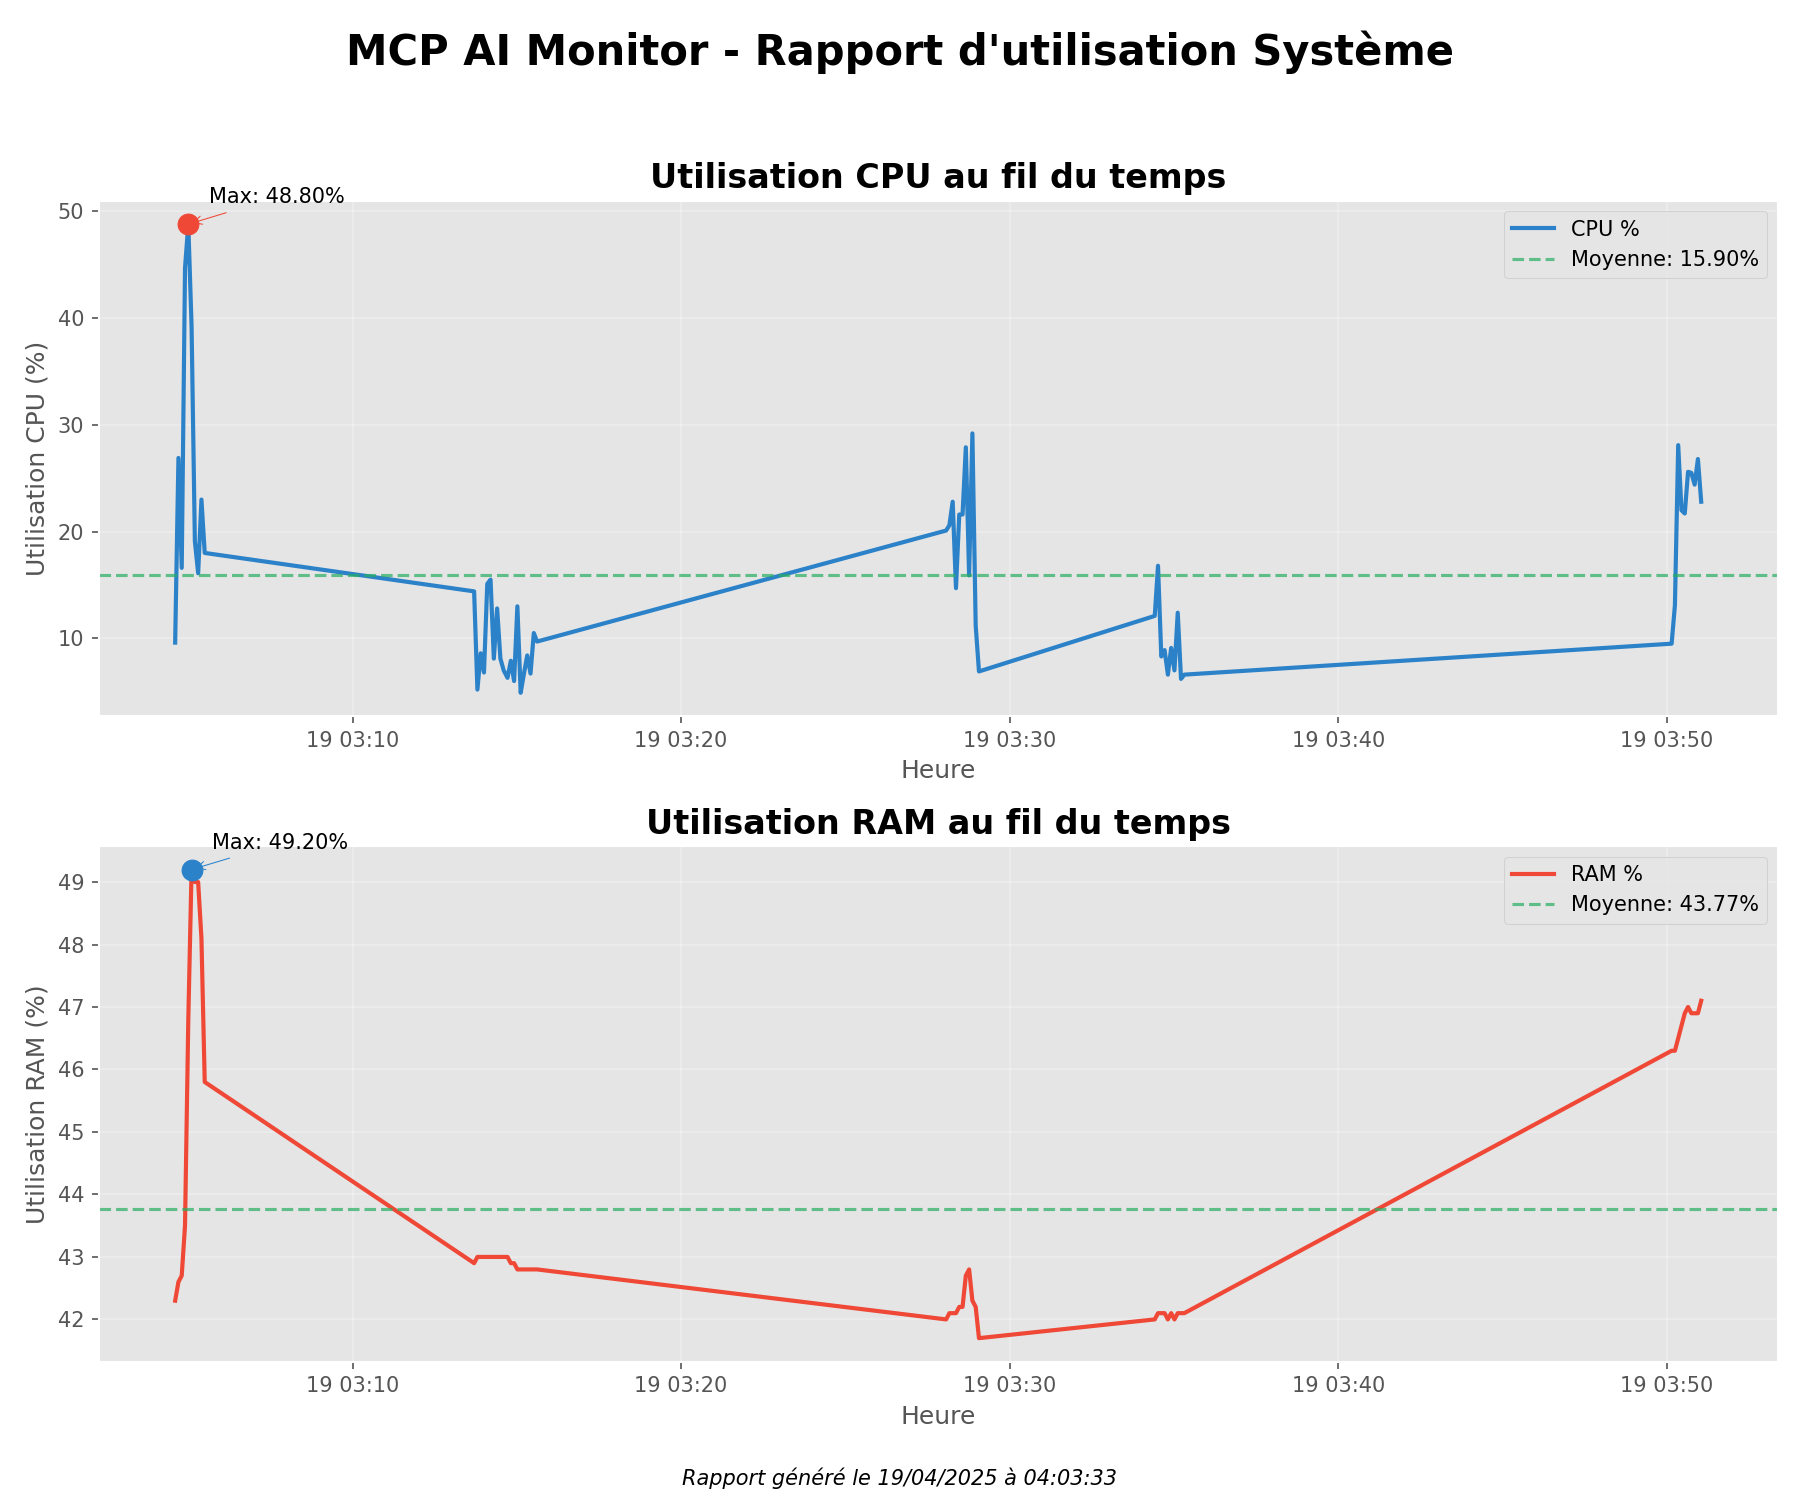 MCP AI Monitor - Rapport d'utilisation Système
Utilisation CPU au fil du temps
Max: 48.80%
CPU %
Moyenne: 15.90%
Utilisation CPU (%)
50
40
30
20
10
19 03:10
19 03:20
19 03:30
19 03:40
19 03:50
Heure
Utilisation RAM au fil du temps
Max: 49.20%
RAM %
Moyenne: 43.77%
Utilisation RAM (%)
49
48
47
46
45
44
43
42
19 03:10
19 03:20
19 03:30
19 03:40
19 03:50
Heure
Rapport généré le 19/04/2025 à 04:03:33